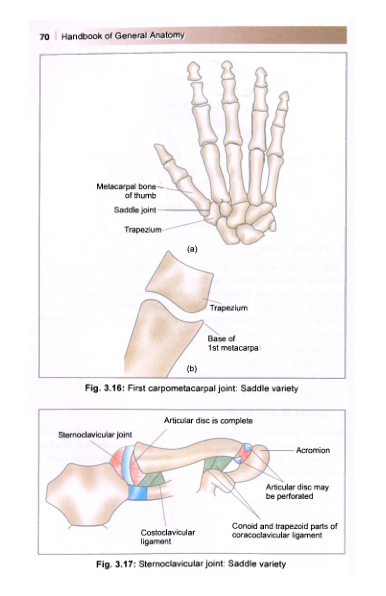 70 Handbook of General Anatomy
Metacarpal bone
of thumb
Saddle joint
Trapezium
(a)
Trapezium
Base of
1st metacarpal
(b)
Fig. 3.16: First carpometacarpal joint: Saddle variety
Articular disc is complete
Sternoclavicular joint
Acromion
Articular disc may
be perforated
Conoid and trapezoid parts of
coracoclavicular ligament
Costoclavicular
ligament
Fig. 3.17: Sternoclavicular joint: Saddle variety